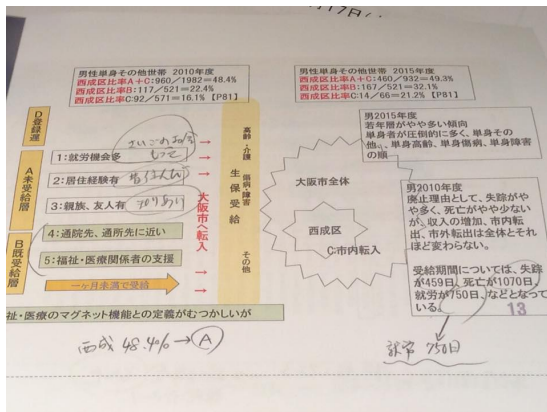 男性単身その他世帯 2010年度
西成区比率A+C:960/1982=48.4%
西成区比率B:117/521=22.4%
西成区比率C:92/571=16.1% 【P81】
男性単身その他世帯 2015年度
西成区比率A+C:460/932=49.3%
西成区比率B:167/521=32.1%
西成区比率C:14/66=21.2% 【P81】
男2015年度
若年層がやや多い傾向
単身者が圧倒的に多く、単身その
他、単身高齢、単身傷病、単身障害
の順
D登録達
A未受給層
B既受給層
1:就労機会多
2:居住経験有
3:親族、友人有
4:通院先、通所先に近い
5:福祉・医療関係者の支援
一ヶ月未満で受給
大阪市へ転入
高齢・介護
傷病・障害
その他
生保受給
大阪市全体
西成区
C:市内転入
男2010年度
廃止理由として、失踪が
やや多く、死亡がやや少ない
が、収入の増加、市内転
出、市外転出は全体とそれ
ほど変わらない。
受給期間については、失踪
が459日、死亡が1070日、
就労が750日、などとなって
いる。
13
祉・医療のマグネット機能との定義がむつかしいが
西成 48.4%→A
就労 750日